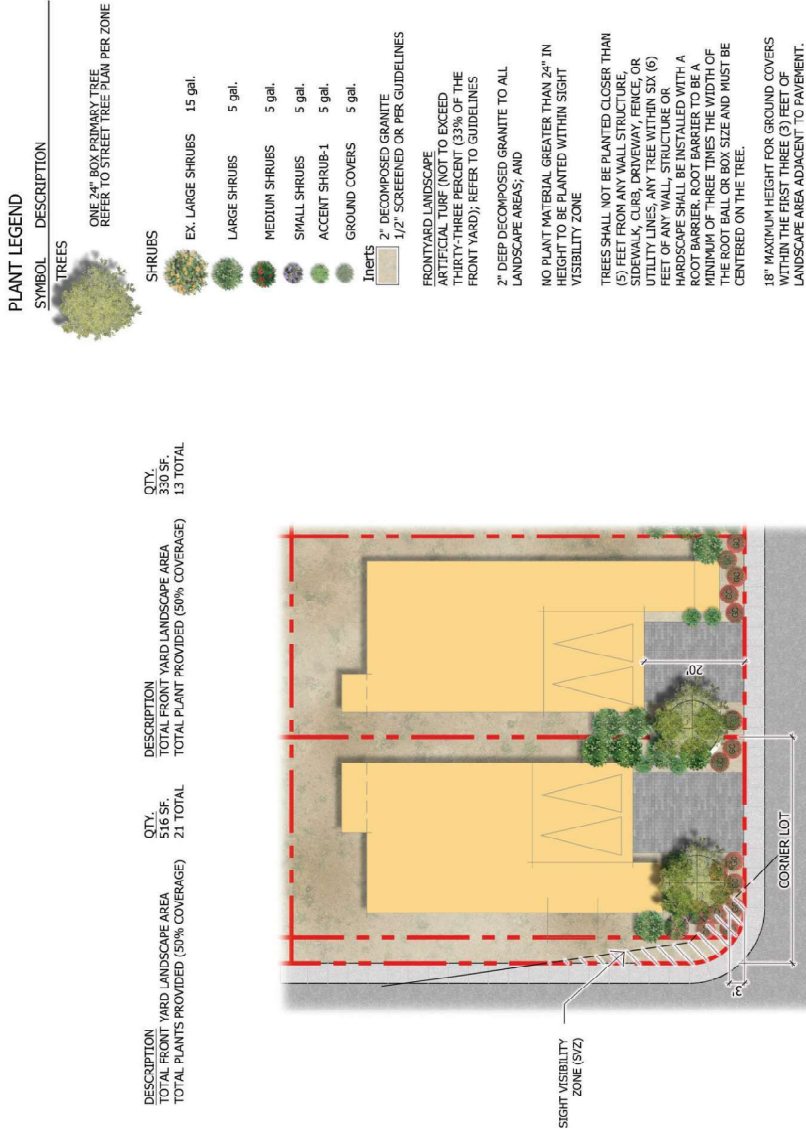 PLANT LEGEND
SYMBOL DESCRIPTION
TREES
ONE 24" BOX PRIMARY TREE
REFER TO STREET TREE PLAN PER ZONE
SHRUBS
EX. LARGE SHRUBS 15 gal.
LARGE SHRUBS 5 gal.
MEDIUM SHRUBS 5 gal.
SMALL SHRUBS 5 gal.
ACCENT SHRUB-1 5 gal.
GROUND COVERS 5 gal.
Inerts
2" DECOMPOSED GRANITE
1/2" SCREEENED OR PER GUIDELINES
FRONTYARD LANDSCAPE
ARTIFICIAL TURF (NOT TO EXCEED
THIRTY-THREE PERCENT (33% OF THE
FRONT YARD); REFER TO GUIDELINES
2" DEEP DECOMPOSED GRANITE TO ALL
LANDSCAPE AREAS; AND
NO PLANT MATERIAL GREATER THAN 24" IN
HEIGHT TO BE PLANTED WITHIN SIGHT
VISIBILITY ZONE
TREES SHALL NOT BE PLANTED CLOSER THAN
(5) FEET FROM ANY WALL STRUCTURE,
SIDEWALK, CURB, DRIVEWAY, FENCE, OR
UTILITY LINES, ANY TREE WITHIN SIX (6)
FEET OF ANY WALL, STRUCTURE OR
HARDSCAPE SHALL BE INSTALLED WITH A
ROOT BARRIER. ROOT BARRIER TO BE A
MINIMUM OF THREE TIMES THE WIDTH OF
THE ROOT BALL OR BOX SIZE AND MUST BE
CENTERED ON THE TREE.
18" MAXIMUM HEIGHT FOR GROUND COVERS
WITHIN THE FIRST THREE (3) FEET OF
LANDSCAPE AREA ADJACENT TO PAVEMENT.
DESCRIPTION QTY.
TOTAL FRONT YARD LANDSCAPE AREA 516 SF.
TOTAL PLANTS PROVIDED (50% COVERAGE) 21 TOTAL
DESCRIPTION QTY.
TOTAL FRONT YARD LANDSCAPE AREA 330 SF.
TOTAL PLANT PROVIDED (50% COVERAGE) 13 TOTAL
20'
SIGHT VISIBILITY
ZONE (SVZ)
3'
CORNER LOT